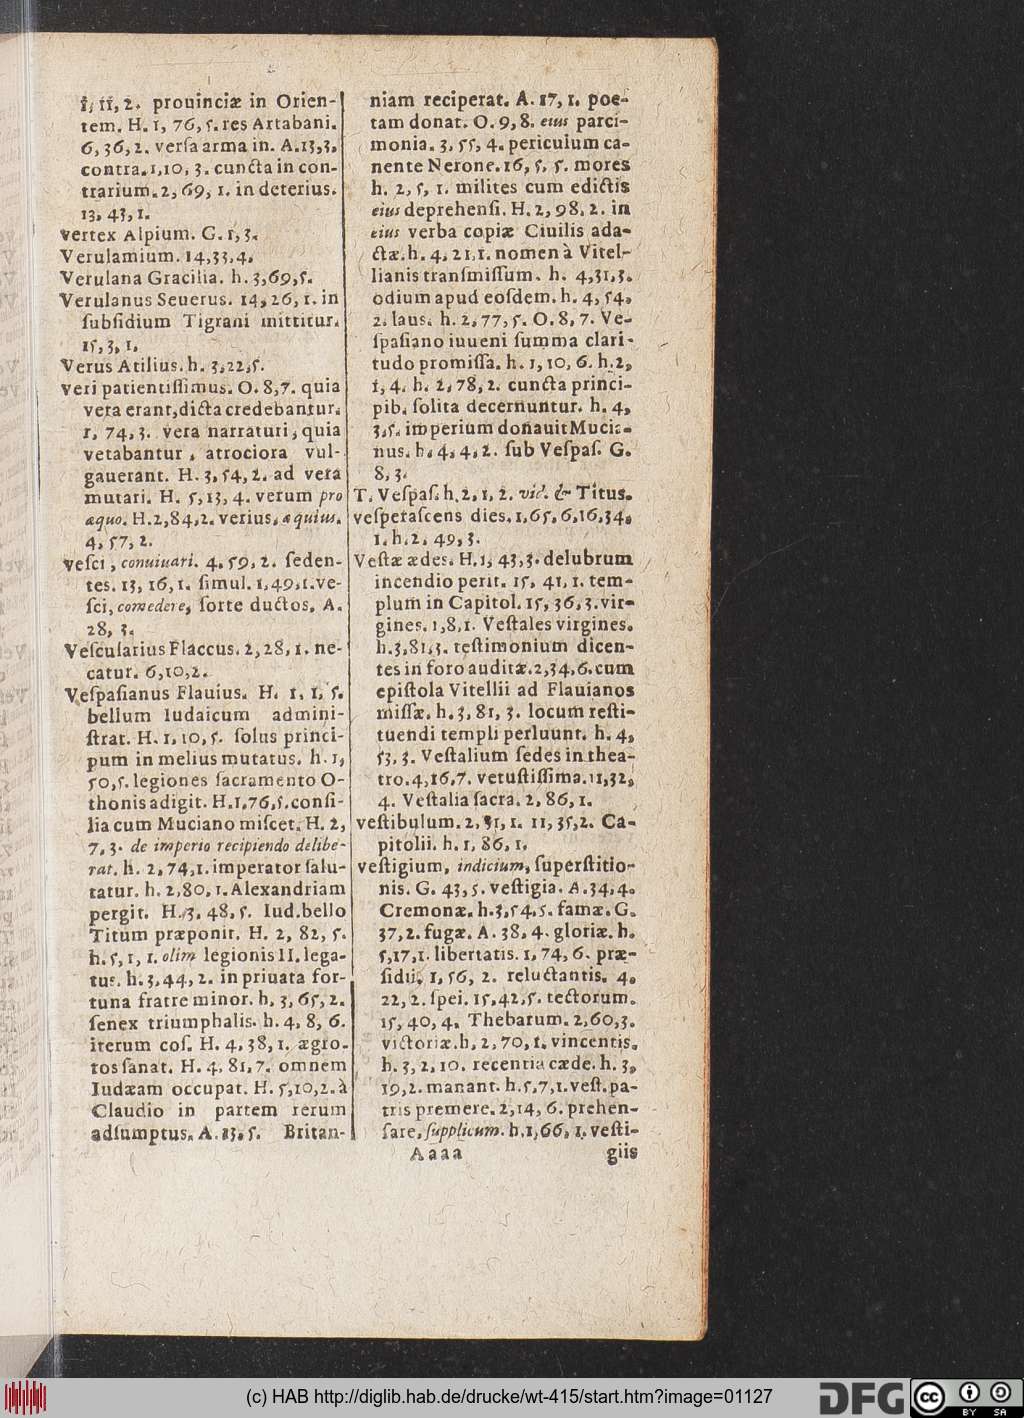 1, 11, 2. prouinciæ in Orien-
tem. H. 1, 76, 5. res Artabani.
6, 36, 2. verſa arma in. A. 13, 3.
contra. 1, 10, 3. cuncta in con-
trarium. 2, 69, 1. in deterius.
13, 43, 1.
vertex Alpium. G. 1, 3.
Verulamium. 14, 33, 4.
Verulana Gracilia. h. 3, 69, 5.
Verulanus Seuerus. 14, 26, 1. in
ſubſidium Tigrani mittitur.
15, 3, 1.
Verus Atilius. h. 3, 22, 5.
veri patientiſſimus. O. 8, 7. quia
vera erant, dicta credebantur.
1, 74, 3. vera narraturi, quia
vetabantur, atrociora vul-
gauerant. H. 3, 54, 2. ad vera
mutari. H. 5, 13, 4. verum pro
æquo. H. 2, 84, 2. verius, æquius.
4, 57, 2.
veſci, conuiuari. 4, 59, 2. ſeden-
tes. 13, 16, 1. ſimul. 1, 49, 1. ve-
ſci, comedere, ſorte ductos, A.
28, 3.
Veſcularius Flaccus. 2, 28, 1. ne-
catur. 6, 10, 2.
Veſpaſianus Flauius. H. 1, 1, 5.
bellum Iudaicum admini-
ſtrat. H. 1, 10, 5. ſolus princi-
pum in melius mutatus. h. 1,
50, 5. legiones ſacramento O-
thonis adigit. H. 1, 76, 5. conſi-
lia cum Muciano miſcet. H. 2,
7, 3. de imperio recipiendo delibe-
rat. h. 2, 74, 1. imperator ſalu-
tatur. h. 2, 80, 1. Alexandriam
pergit. H. 3, 48, 5. Iud. bello
Titum præponit. H. 2, 82, 5.
h. 5, 1, 1. olim legionis II. lega-
tus. h. 3, 44, 2. in priuata for-
tuna fratre minor. h. 3, 65, 2.
ſenex triumphalis. h. 4, 8, 6.
iterum coſ. H. 4, 38, 1. ægro-
tos ſanat. H. 4, 81, 7. omnem
Iudæam occupat. H. 5, 10, 2. à
Claudio in partem rerum
adſumptus. A. 13, 5. Britan-
niam reciperat. A. 17, 1. poe-
tam donat. O. 9, 8. eius parci-
monia. 3, 55, 4. periculum ca-
nente Nerone. 16, 5, 5. mores
h. 2, 5, 1. milites cum edictis
eius deprehenſi. H. 2, 98, 2. in
eius verba copiæ Ciuilis ada-
ctæ. h. 4, 21, 1. nomen à Vitel-
lianis tranſmiſſum. h. 4, 31, 3.
odium apud eoſdem. h. 4, 54,
2. laus. h. 2, 77, 5. O. 8, 7. Ve-
ſpaſiano iuueni ſumma clari-
tudo promiſſa. h. 1, 10, 6. h. 2,
1, 4. h. 2, 78, 2. cuncta princi-
pib. ſolita decernuntur. h. 4,
3, 5. imperium donauit Mucia-
nus. h. 4, 4, 2. ſub Veſpaſ. G.
8, 3.
T. Veſpaſ. h. 2, 1, 2. vid. & Titus.
veſperaſcens dies. 1, 65, 6. 16, 34,
1. h. 2, 49, 3.
Veſtæ ædes. H. 1, 43, 3. delubrum
incendio perit. 15, 41, 1. tem-
plum in Capitol. 15, 36, 3. vir-
gines. 1, 8, 1. Veſtales virgines.
h. 3, 81, 3. teſtimonium dicen-
tes in foro auditæ. 2, 34, 6. cum
epiſtola Vitellii ad Flauianos
miſſæ. h. 3, 81, 3. locum reſti-
tuendi templi perluunt. h. 4,
53, 3. Veſtalium ſedes in thea-
tro. 4, 16, 7. vetuſtiſſima. 11, 32,
4. Veſtalia ſacra. 2, 86, 1.
veſtibulum. 2, 31, 1. 11, 35, 2. Ca-
pitolii. h. 1, 86, 1.
veſtigium, indicium, ſuperſtitio-
nis. G. 43, 5. veſtigia. A. 34, 4.
Cremonæ. h. 3, 54, 5. famæ. G.
37, 2. fugæ. A. 38, 4. gloriæ. h.
5, 17, 1. libertatis. 1, 74, 6. præ-
ſidii. 1, 56, 2. reluctantis. 4,
22, 2. ſpei. 15, 42, 5. tectorum.
15, 40, 4. Thebarum. 2, 60, 3.
victoriæ. h. 2, 70, 1. vincentis.
h. 3, 2, 10. recentia cæde. h. 3,
19, 2. manant. h. 5, 7, 1. veſt. pa-
tris premere. 2, 14, 6. prehen-
ſare, ſupplicum. h. 1, 66, 1. veſti-
Aaaa giis
(c) HAB http://diglib.hab.de/drucke/wt-415/start.htm?image=01127
DFG cc BY SA